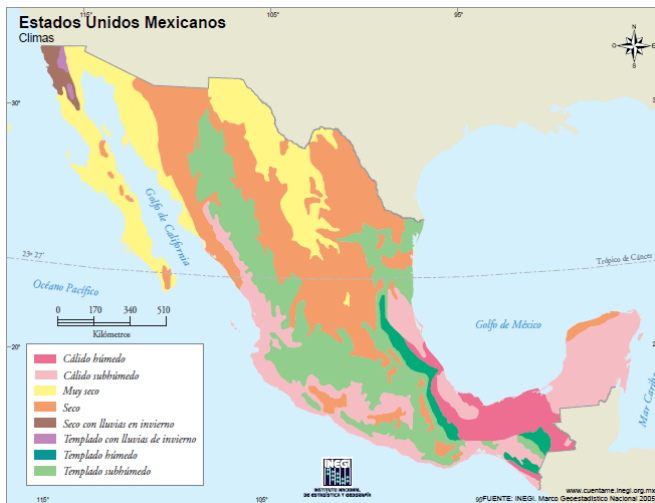 Estados Unidos Mexicanos
Climas
115°
105°
95°
N
O
E
S
30°
Golfo de California
23° 27'
Trópico de Cáncer
Océano Pacífico
0 170 340 510
Kilómetros
Golfo de México
20°
Mar Caribe
Cálido húmedo
Cálido subhúmedo
Muy seco
Seco
Seco con lluvias en invierno
Templado con lluvias de invierno
Templado húmedo
Templado subhúmedo
INEGI
INSTITUTO NACIONAL
DE ESTADÍSTICA Y GEOGRAFÍA
www.cuentame.inegi.org.mx
FUENTE: INEGI. Marco Geoestadístico Nacional 2005
115°
105°
95°